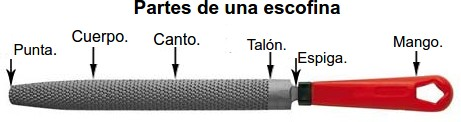 Partes de una escofina
Punta.
Cuerpo.
Canto.
Talón.
Espiga.
Mango.